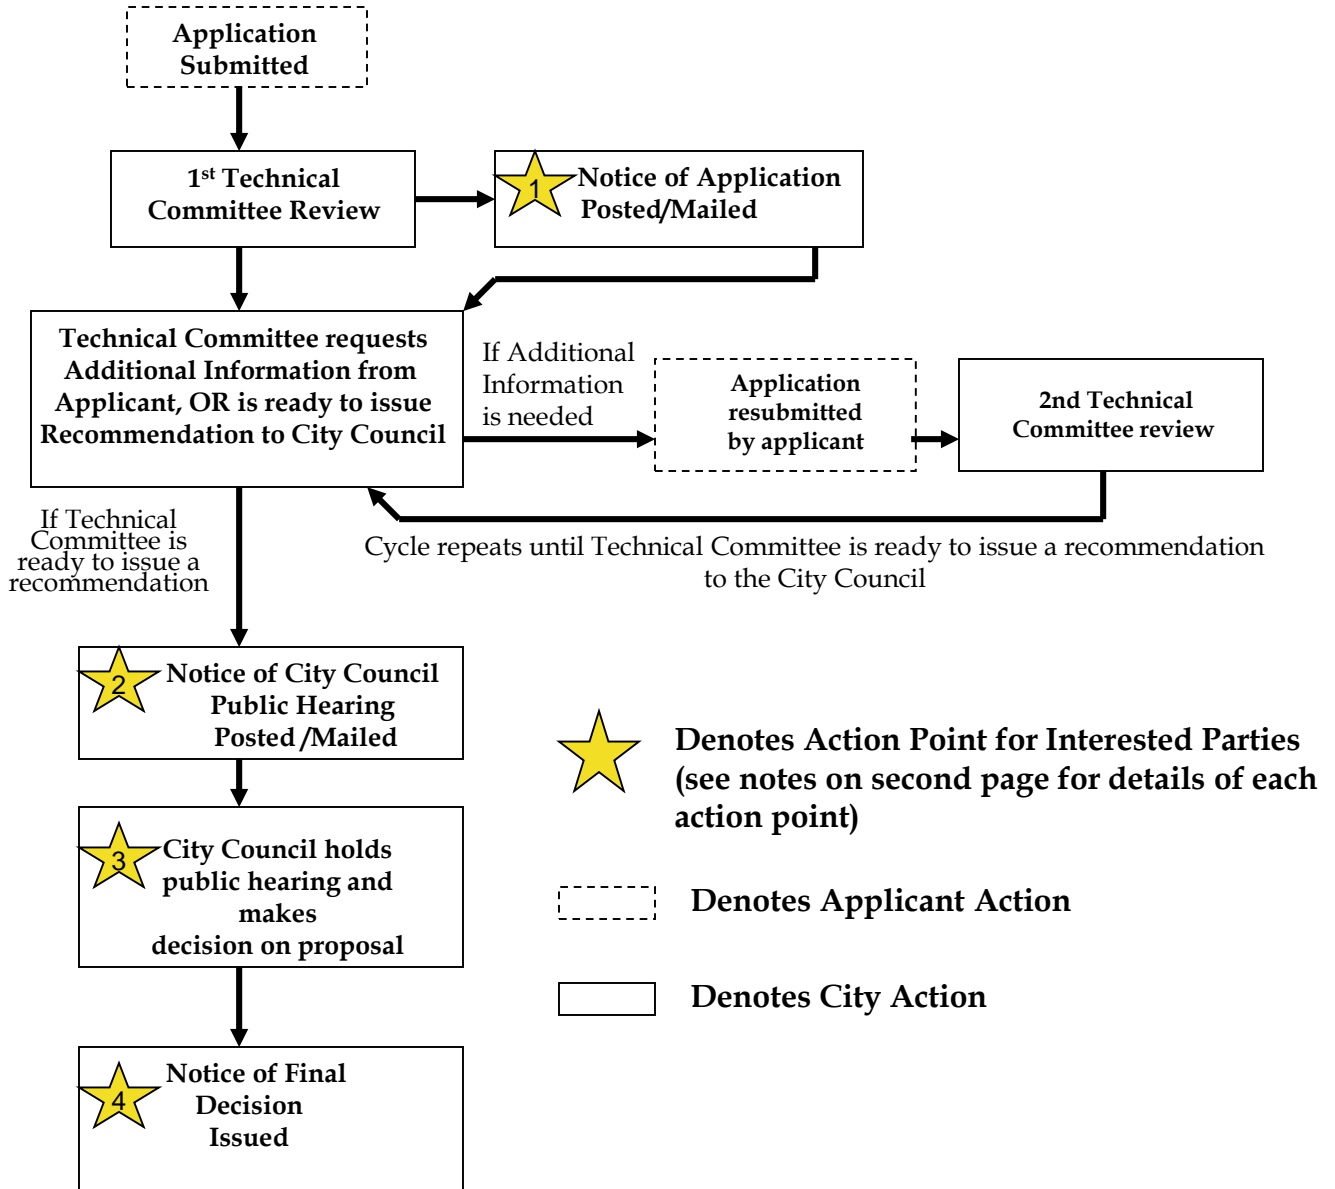 Application
Submitted
1st Technical
Committee Review
1
Notice of Application
Posted/Mailed
Technical Committee requests
Additional Information from
Applicant, OR is ready to issue
Recommendation to City Council
If Additional
Information
is needed
Application
resubmitted
by applicant
2nd Technical
Committee review
If Technical
Committee is
ready to issue a
recommendation
Cycle repeats until Technical Committee is ready to issue a recommendation
to the City Council
2
Notice of City Council
Public Hearing
Posted /Mailed
3
City Council holds
public hearing and
makes
decision on proposal
4
Notice of Final
Decision
Issued
Denotes Action Point for Interested Parties
(see notes on second page for details of each
action point)
Denotes Applicant Action
Denotes City Action